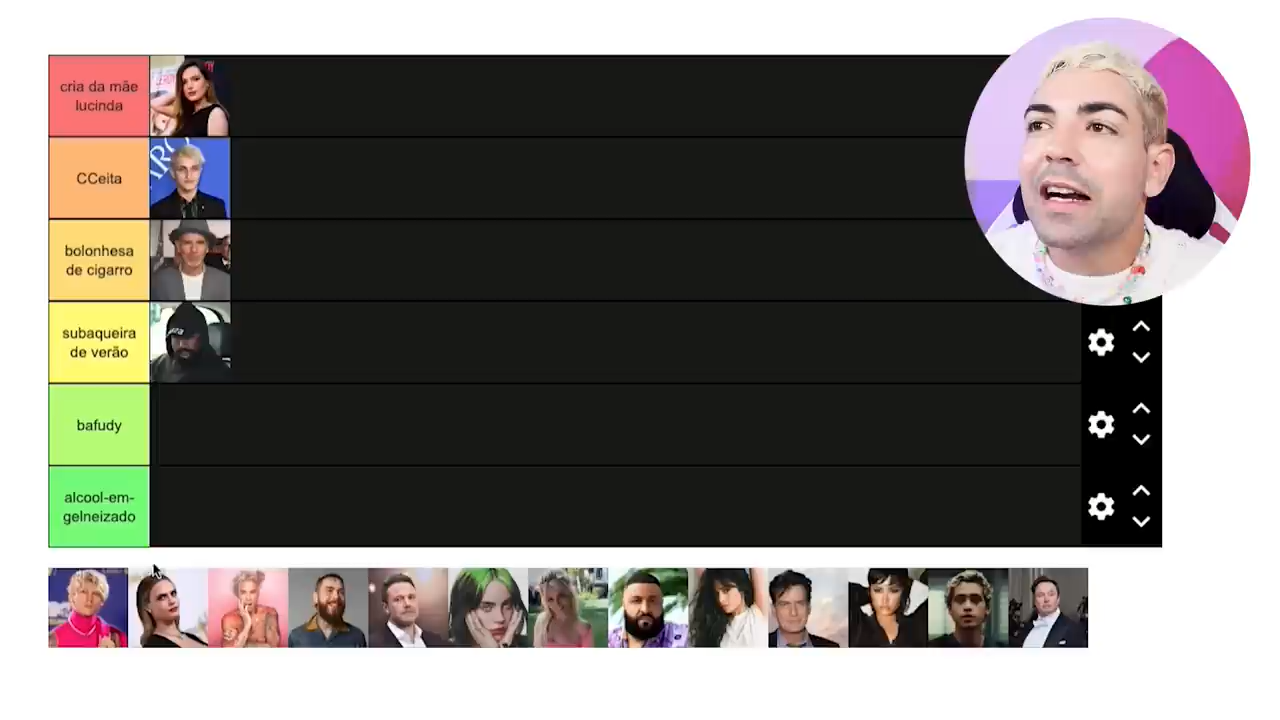 cria da mãe
lucinda
CCeita
bolonhesa
de cigarro
subaqueira
de verão
bafudy
alcool-em-
gelneizado